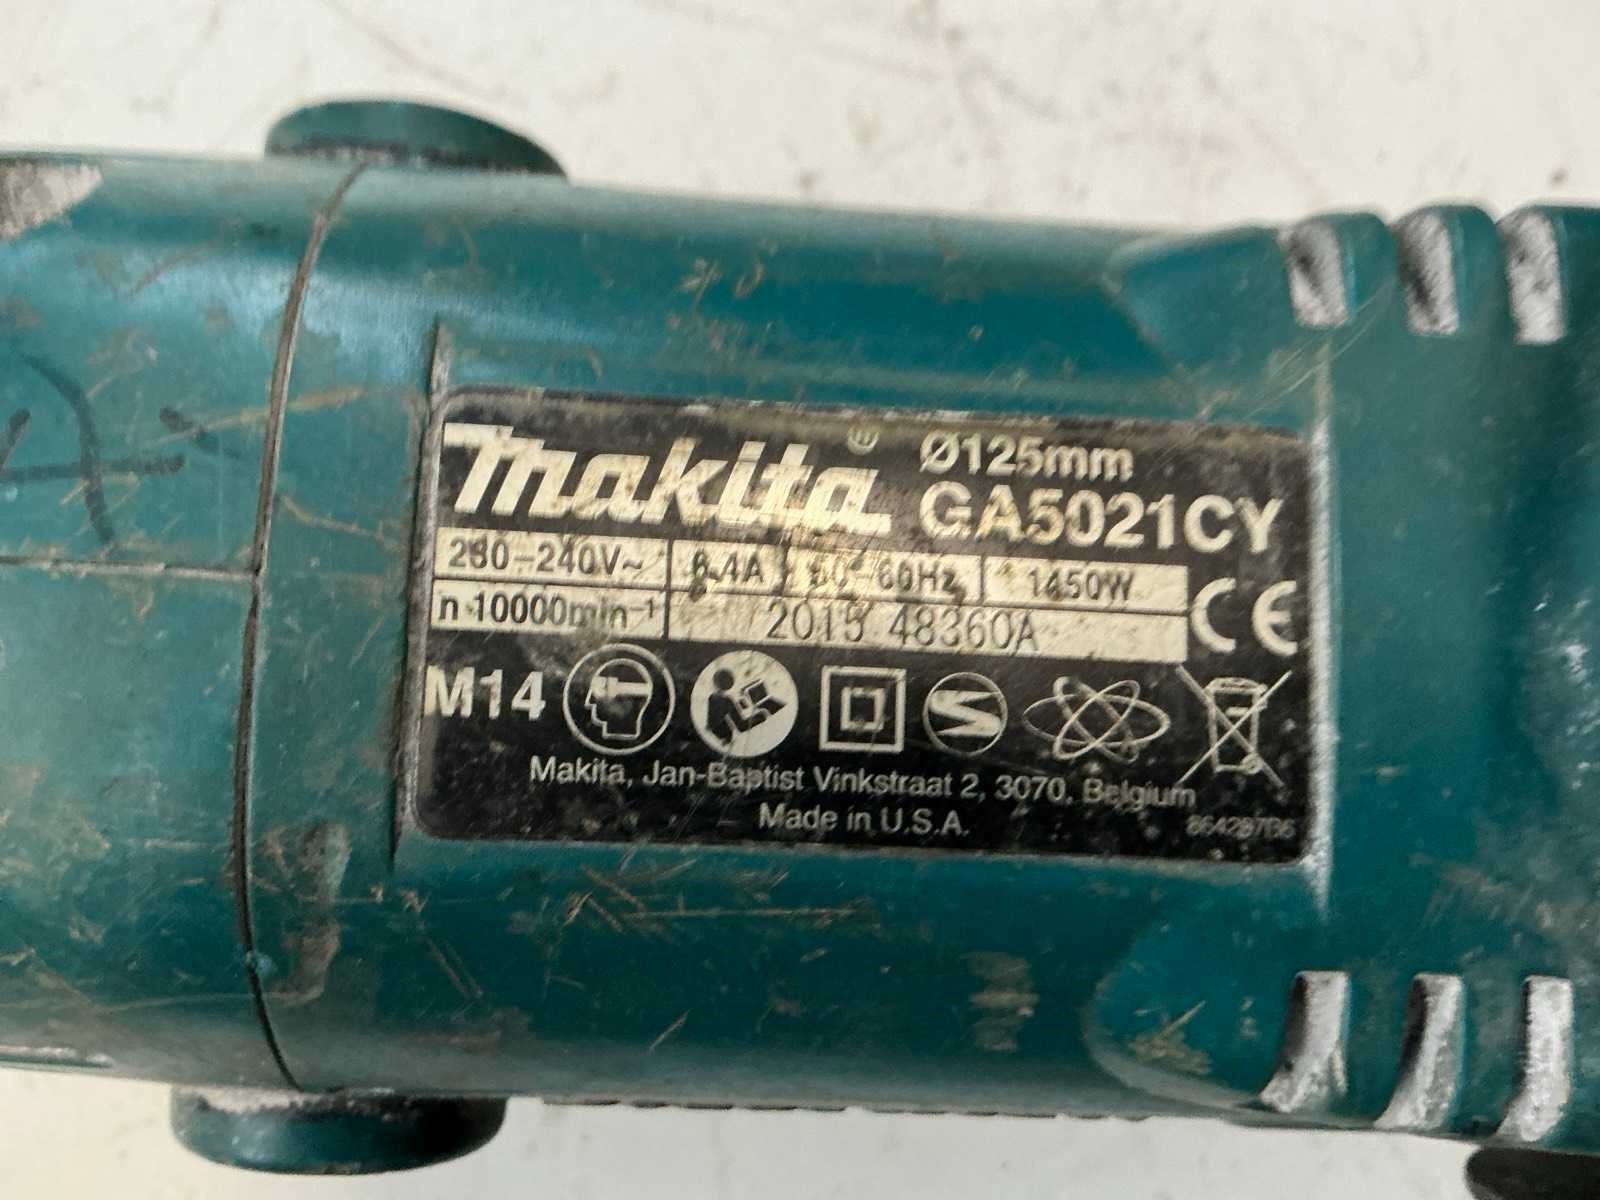 makita®
Ø125mm
GA5021CY
230-240V~ 6.4A 50-60Hz 1450W
n 10000min⁻¹ 2015 48360A
CE
M14
Makita, Jan-Baptist Vinkstraat 2, 3070, Belgium
Made in U.S.A.